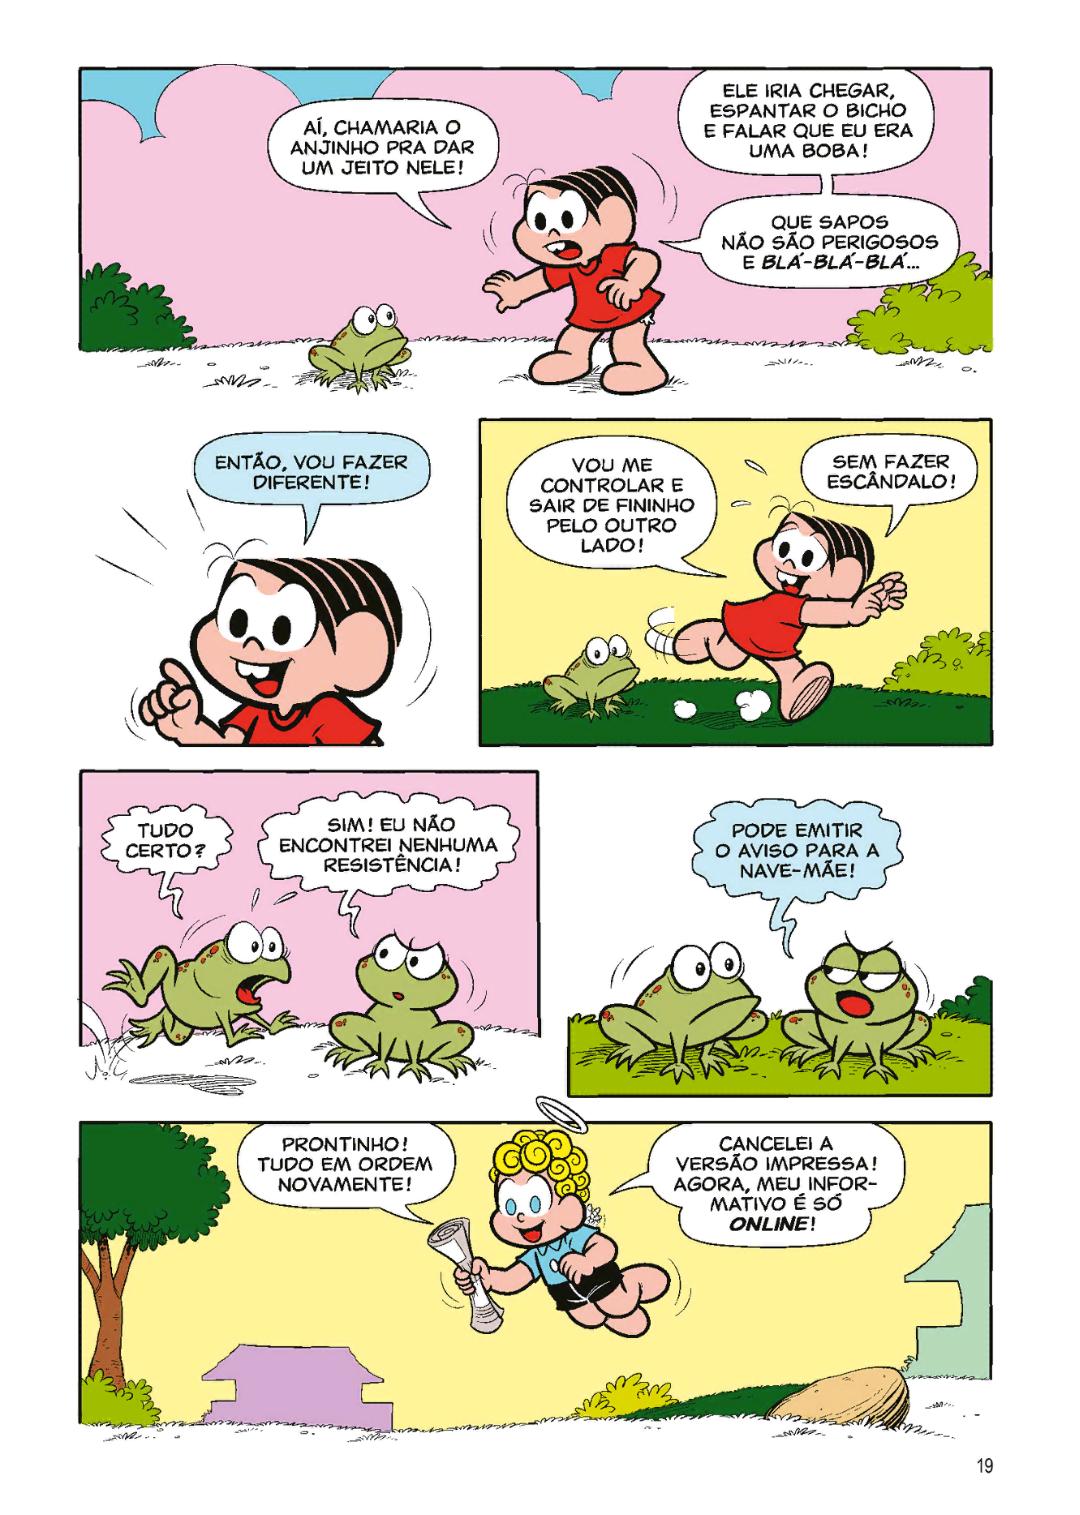 AÍ, CHAMARIA O
ANJINHO PRA DAR
UM JEITO NELE!
ELE IRIA CHEGAR,
ESPANTAR O BICHO
E FALAR QUE EU ERA
UMA BOBA!
QUE SAPOS
NÃO SÃO PERIGOSOS
E BLÁ-BLÁ-BLÁ...
ENTÃO, VOU FAZER
DIFERENTE!
VOU ME
CONTROLAR E
SAIR DE FININHO
PELO OUTRO
LADO!
SEM FAZER
ESCÂNDALO!
TUDO
CERTO?
SIM! EU NÃO
ENCONTREI NENHUMA
RESISTÊNCIA!
PODE EMITIR
O AVISO PARA A
NAVE-MÃE!
PRONTINHO!
TUDO EM ORDEM
NOVAMENTE!
CANCELEI A
VERSÃO IMPRESSA!
AGORA, MEU INFOR-
MATIVO É SÓ
ONLINE!
19